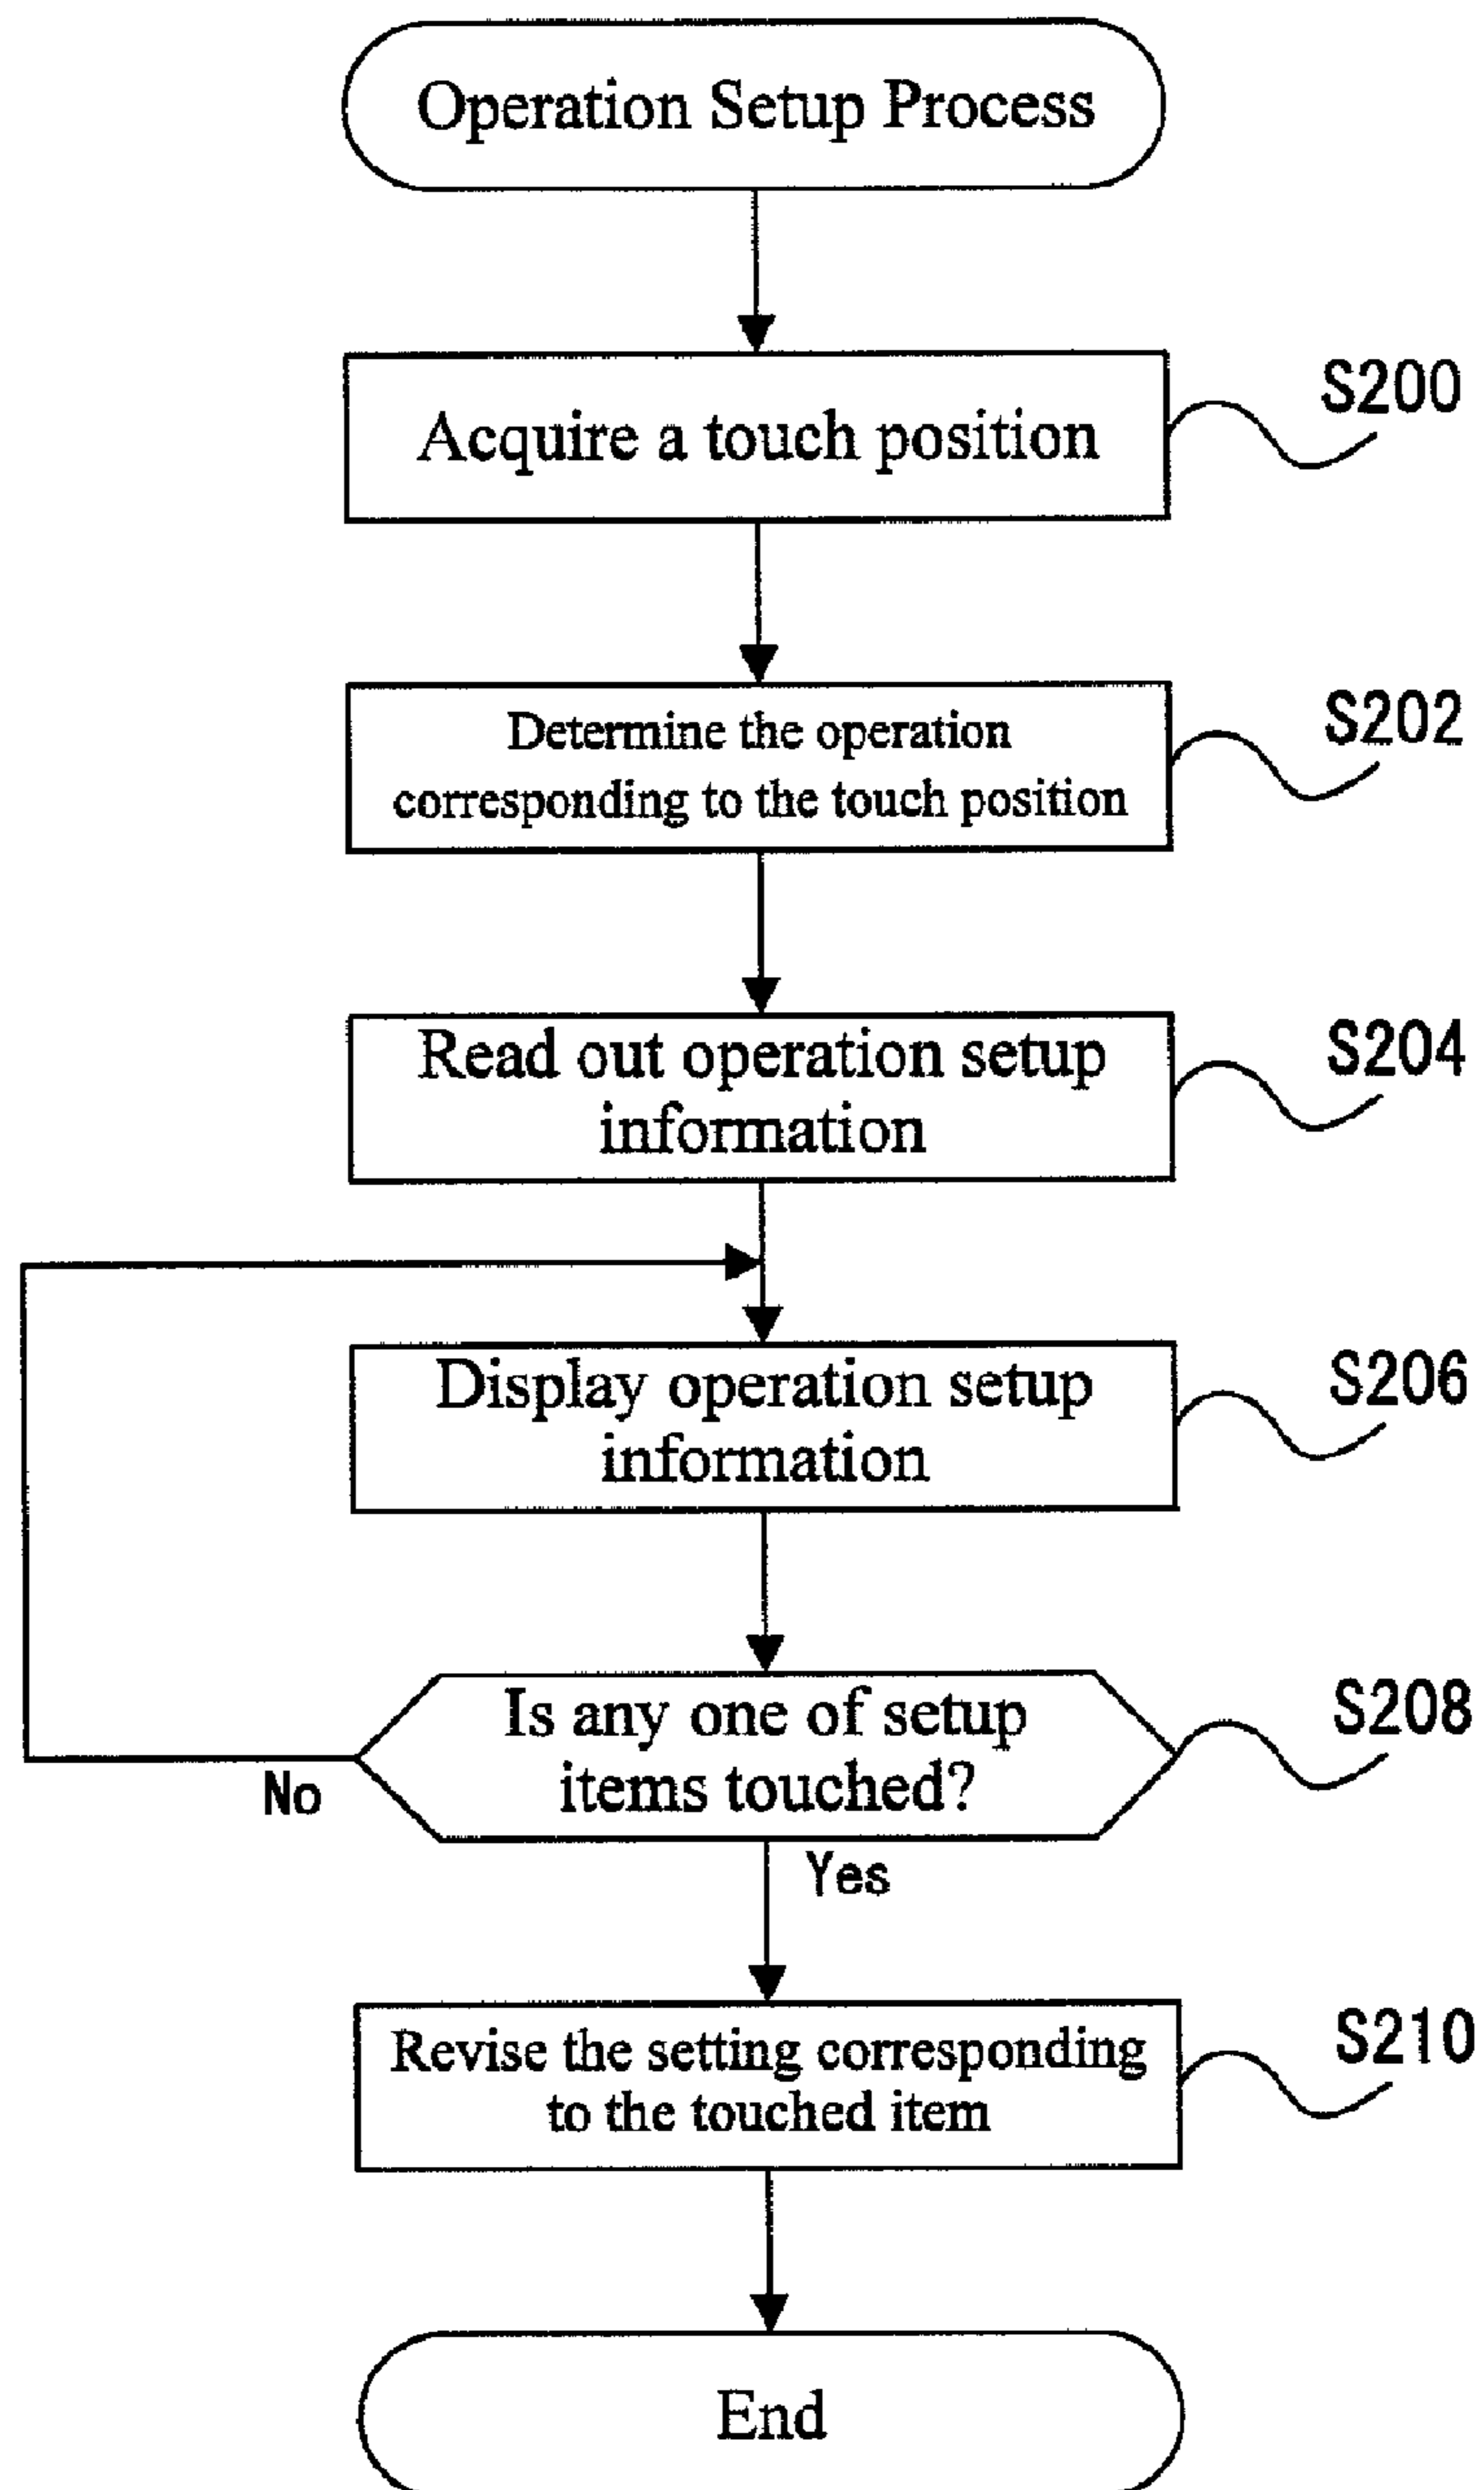 Operation Setup Process
Acquire a touch position
S200
Determine the operation
corresponding to the touch position
S202
Read out operation setup
information
S204
Display operation setup
information
S206
Is any one of setup
items touched?
S208
No
Yes
Revise the setting corresponding
to the touched item
S210
End